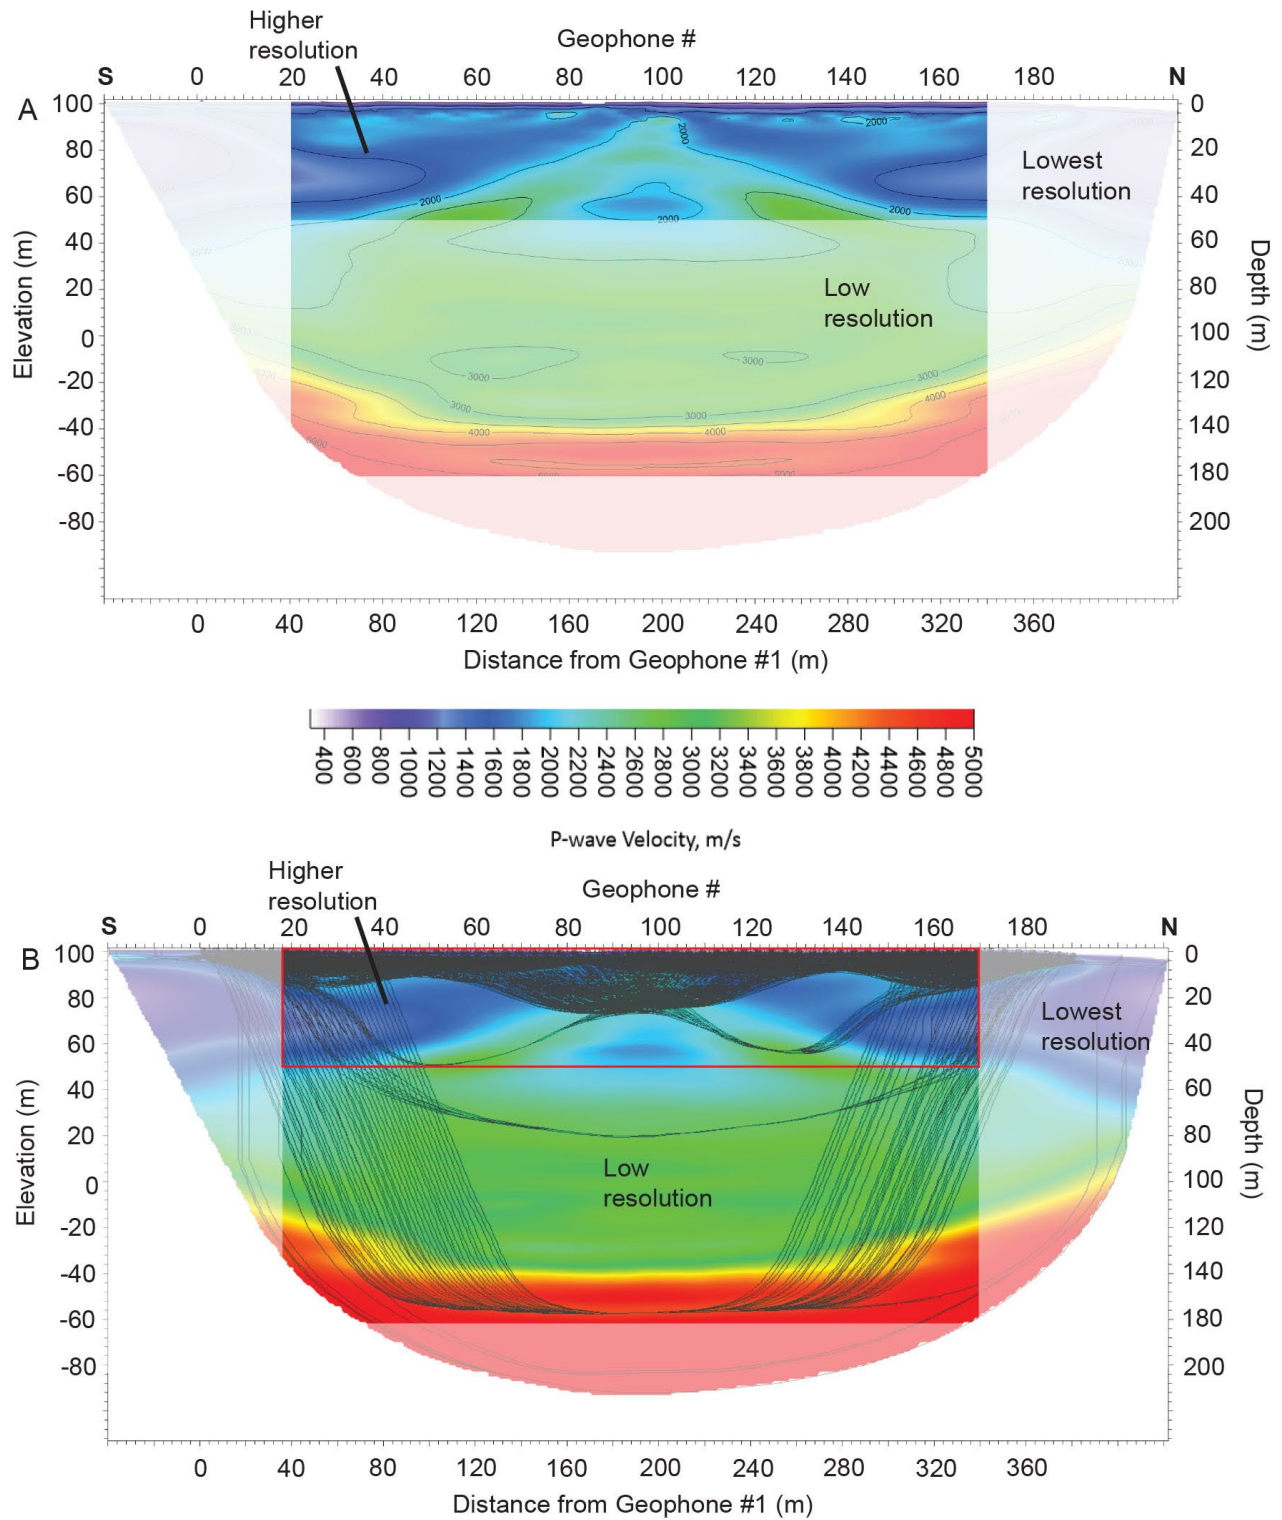 Higher
resolution
Geophone #
S 0 20 40 60 80 100 120 140 160 180 N
A
100 80 60 40 20 0 -20 -40 -60 -80
Elevation (m)
0 20 40 60 80 100 120 140 160 180 200
Depth (m)
2000
2000
2000
2000
2000
Lowest
resolution
Low
resolution
3000
3000
3000
3000
3000
4000
4000
4000
4000
5000
0 40 80 120 160 200 240 280 320 360
Distance from Geophone #1 (m)
400 600 800 1000 1200 1400 1600 1800 2000 2200 2400 2600 2800 3000 3200 3400 3600 3800 4000 4200 4400 4600 4800 5000
P-wave Velocity, m/s
Higher
resolution
Geophone #
S 0 20 40 60 80 100 120 140 160 180 N
B
100 80 60 40 20 0 -20 -40 -60 -80
Elevation (m)
0 20 40 60 80 100 120 140 160 180 200
Depth (m)
Lowest
resolution
Low
resolution
0 40 80 120 160 200 240 280 320 360
Distance from Geophone #1 (m)